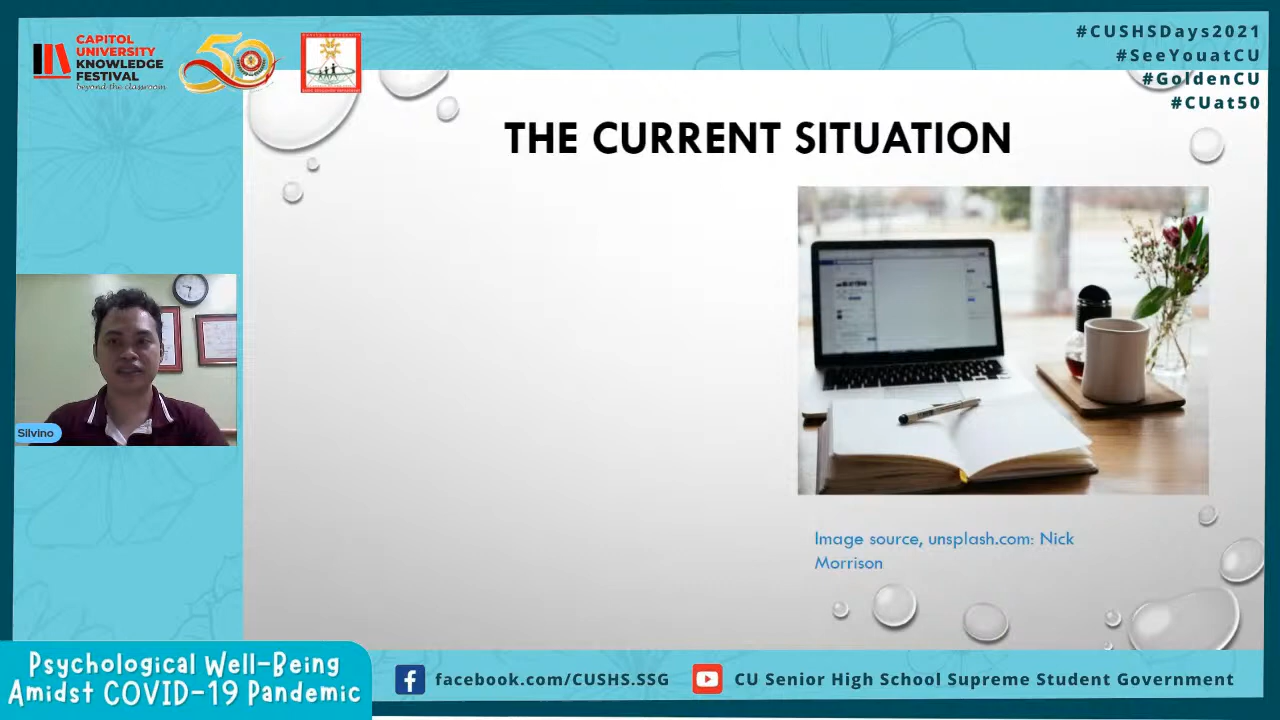 CAPITOL
UNIVERSITY
KNOWLEDGE
FESTIVAL
beyond the classroom
50
#CUSHSDays2021
#SeeYouatCU
#GoldenCU
#CUat50
THE CURRENT SITUATION
Silvino
Image source, unsplash.com: Nick
Morrison
Psychological Well-Being
Amidst COVID-19 Pandemic
facebook.com/CUSHS.SSG
CU Senior High School Supreme Student Government